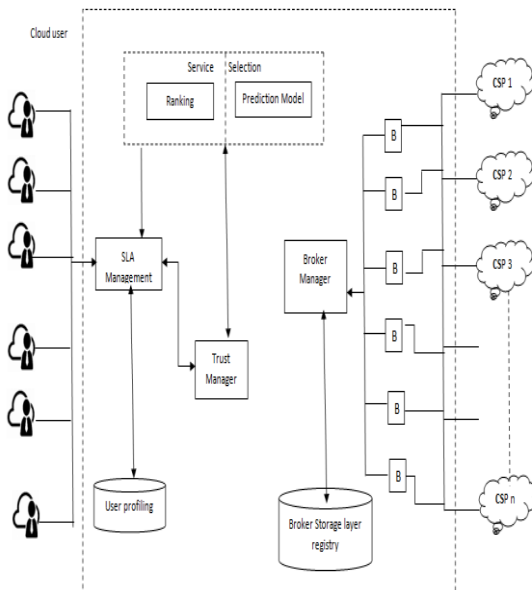 Cloud user
Service Selection
Ranking
Prediction Model
CSP 1
B
B
CSP 2
SLA
Management
Broker
Manager
B
CSP 3
Trust
Manager
B
B
B
User profiling
Broker Storage layer
registry
CSP n